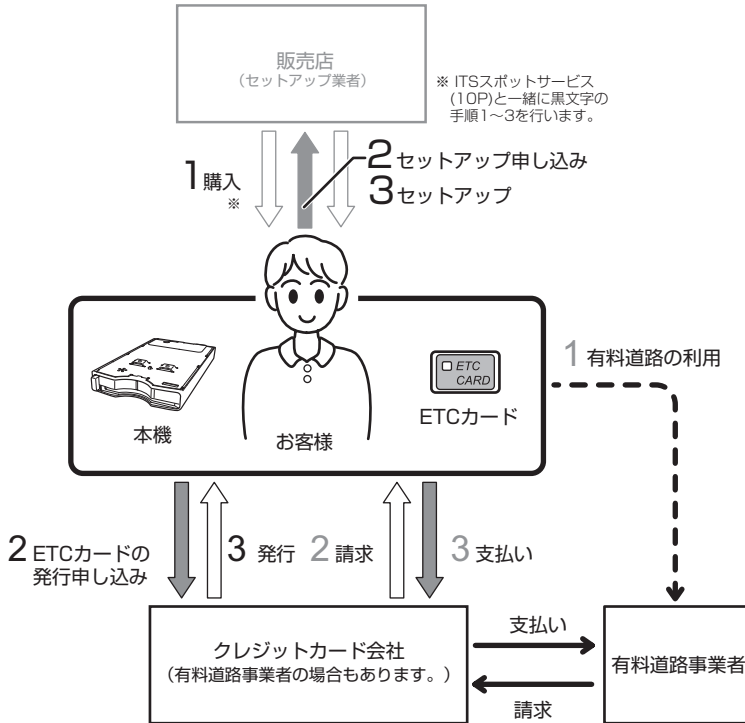 販売店
(セットアップ業者)
※ ITSスポットサービス
(10P)と一緒に黒文字の
手順1～3を行います。
1 購入
※
2 セットアップ申し込み
3 セットアップ
本機
お客様
ETC
CARD
ETCカード
1 有料道路の利用
2 ETCカードの
発行申し込み
3 発行
2 請求
3 支払い
クレジットカード会社
(有料道路事業者の場合もあります。)
支払い
請求
有料道路事業者